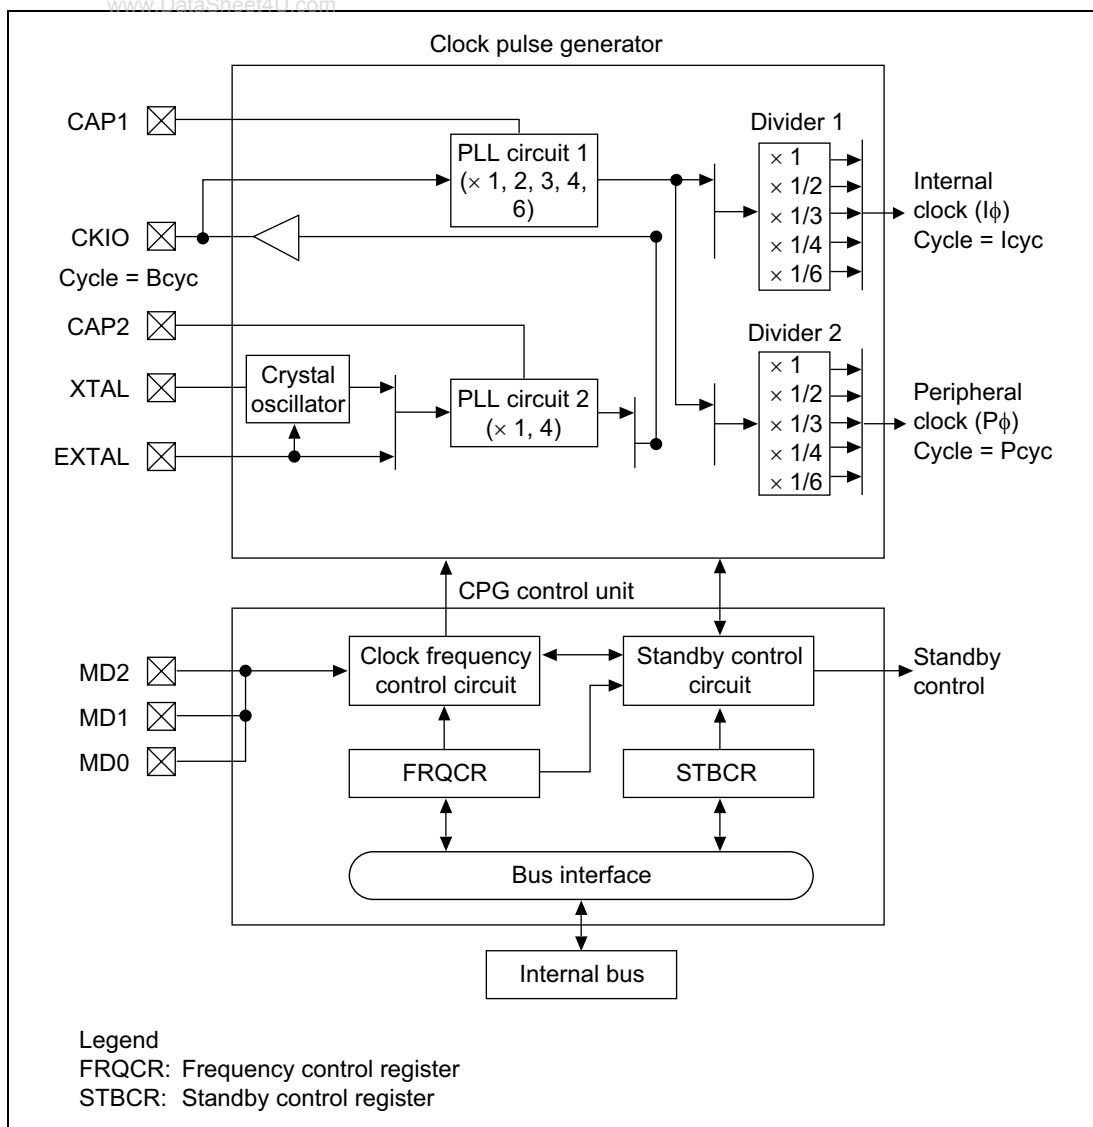 www.DataSheet4U.com
Clock pulse generator
CAP1
PLL circuit 1
(× 1, 2, 3, 4,
6)
Divider 1
× 1
× 1/2
× 1/3
× 1/4
× 1/6
Internal
clock (Iϕ)
Cycle = Icyc
CKIO
Cycle = Bcyc
CAP2
XTAL
Crystal
oscillator
EXTAL
PLL circuit 2
(× 1, 4)
Divider 2
× 1
× 1/2
× 1/3
× 1/4
× 1/6
Peripheral
clock (Pϕ)
Cycle = Pcyc
CPG control unit
MD2
MD1
MD0
Clock frequency
control circuit
Standby control
circuit
Standby
control
FRQCR
STBCR
Bus interface
Internal bus
Legend
FRQCR: Frequency control register
STBCR: Standby control register